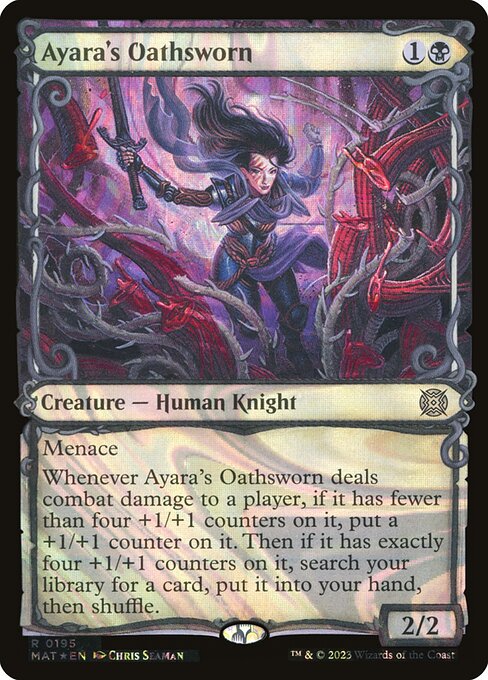 Ayara's Oathsworn 1
Creature — Human Knight
Menace
Whenever Ayara's Oathsworn deals
combat damage to a player, if it has fewer
than four +1/+1 counters on it, put a
+1/+1 counter on it. Then if it has exactly
four +1/+1 counters on it, search your
library for a card, put it into your hand,
then shuffle.
2/2
R 0195
MAT★EN Chris Seaman
™ & © 2023 Wizards of the Coast